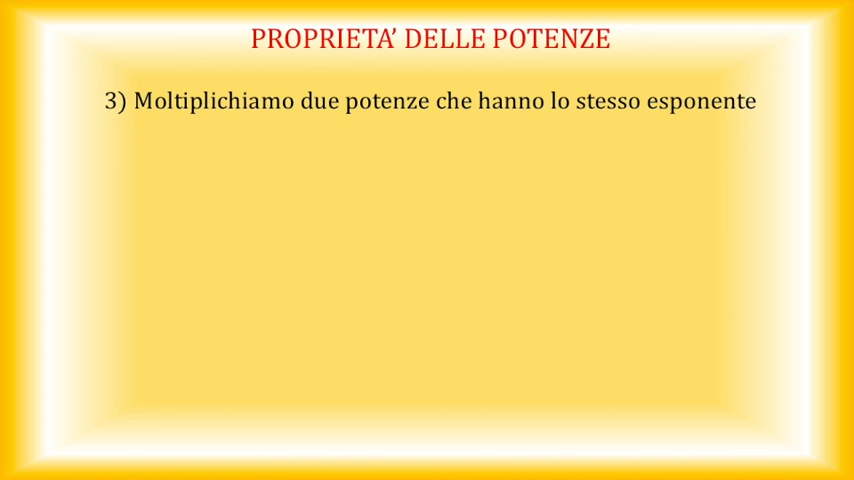 PROPRIETA’ DELLE POTENZE
3) Moltiplichiamo due potenze che hanno lo stesso esponente